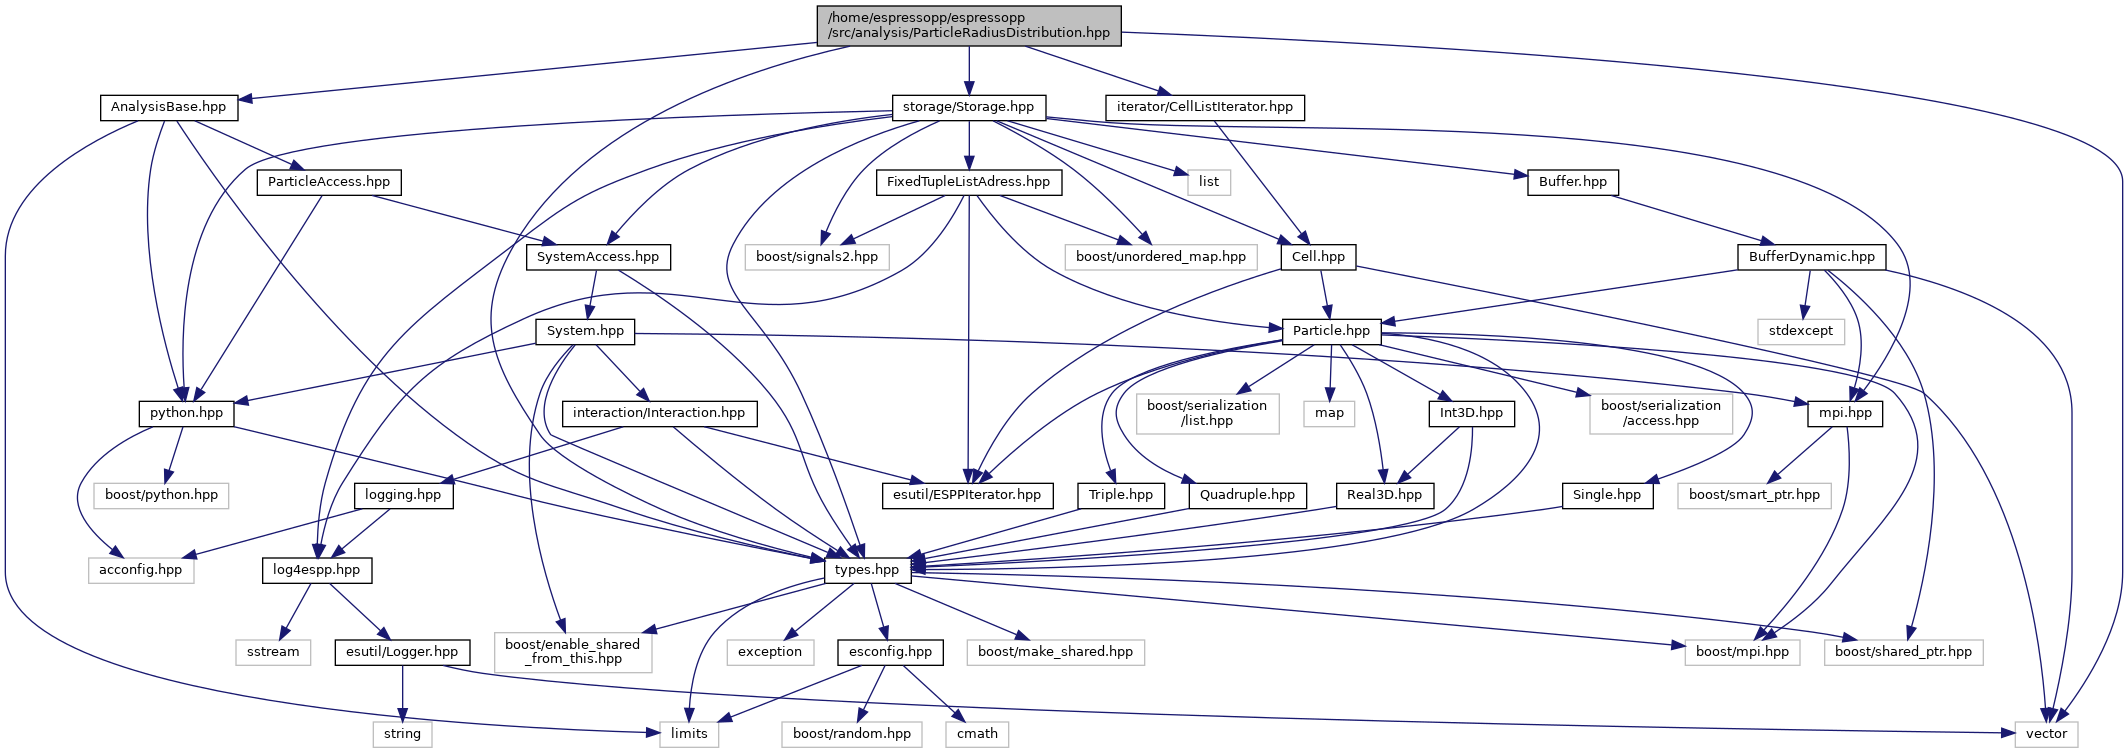 /home/espressopp/espressopp
/src/analysis/ParticleRadiusDistribution.hpp
AnalysisBase.hpp
storage/Storage.hpp
iterator/CellListIterator.hpp
ParticleAccess.hpp
FixedTupleListAdress.hpp
list
Buffer.hpp
SystemAccess.hpp
boost/signals2.hpp
boost/unordered_map.hpp
Cell.hpp
BufferDynamic.hpp
System.hpp
Particle.hpp
stdexcept
python.hpp
interaction/Interaction.hpp
boost/serialization
/list.hpp
map
Int3D.hpp
boost/serialization
/access.hpp
mpi.hpp
boost/python.hpp
logging.hpp
esutil/ESPPIterator.hpp
Triple.hpp
Quadruple.hpp
Real3D.hpp
Single.hpp
boost/smart_ptr.hpp
acconfig.hpp
log4espp.hpp
types.hpp
sstream
esutil/Logger.hpp
boost/enable_shared
_from_this.hpp
exception
esconfig.hpp
boost/make_shared.hpp
boost/mpi.hpp
boost/shared_ptr.hpp
string
limits
boost/random.hpp
cmath
vector